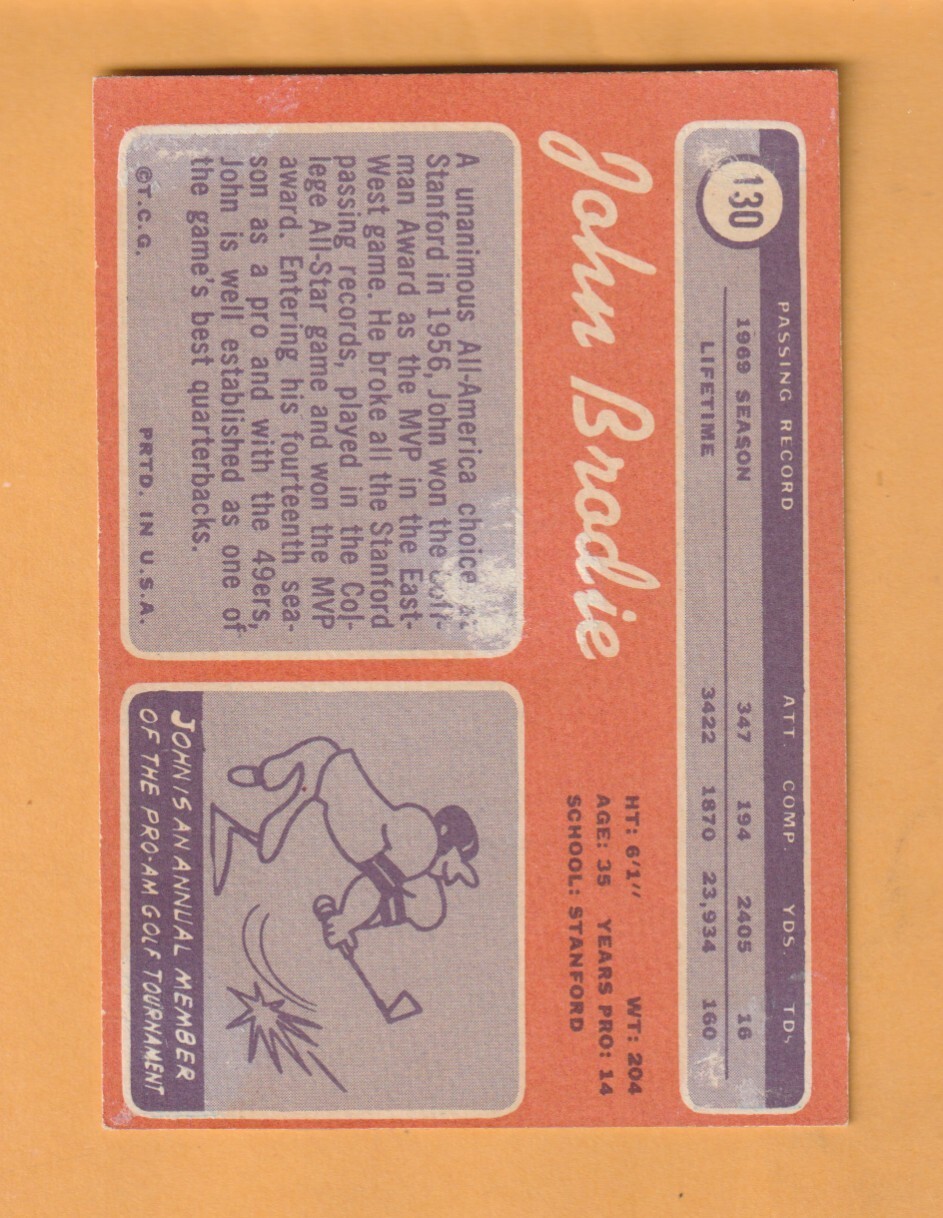 130
PASSING RECORD ATT. COMP. YDS. TDS
1969 SEASON 347 194 2405 16
LIFETIME 3422 1870 23,934 160
John Brodie
HT: 6'1" WT: 204
AGE: 35 YEARS PRO: 14
SCHOOL: STANFORD
A unanimous All-America choice at
Stanford in 1956, John won the Coff-
man Award as the MVP in the East-
West game. He broke all the Stanford
passing records, played in the Col-
lege All-Star game and won the MVP
award. Entering his fourteenth sea-
son as a pro and with the 49ers,
John is well established as one of
the game's best quarterbacks.
©T.C.G. PRTD. IN U.S.A.
JOHN IS AN ANNUAL MEMBER
OF THE PRO-AM GOLF TOURNAMENT